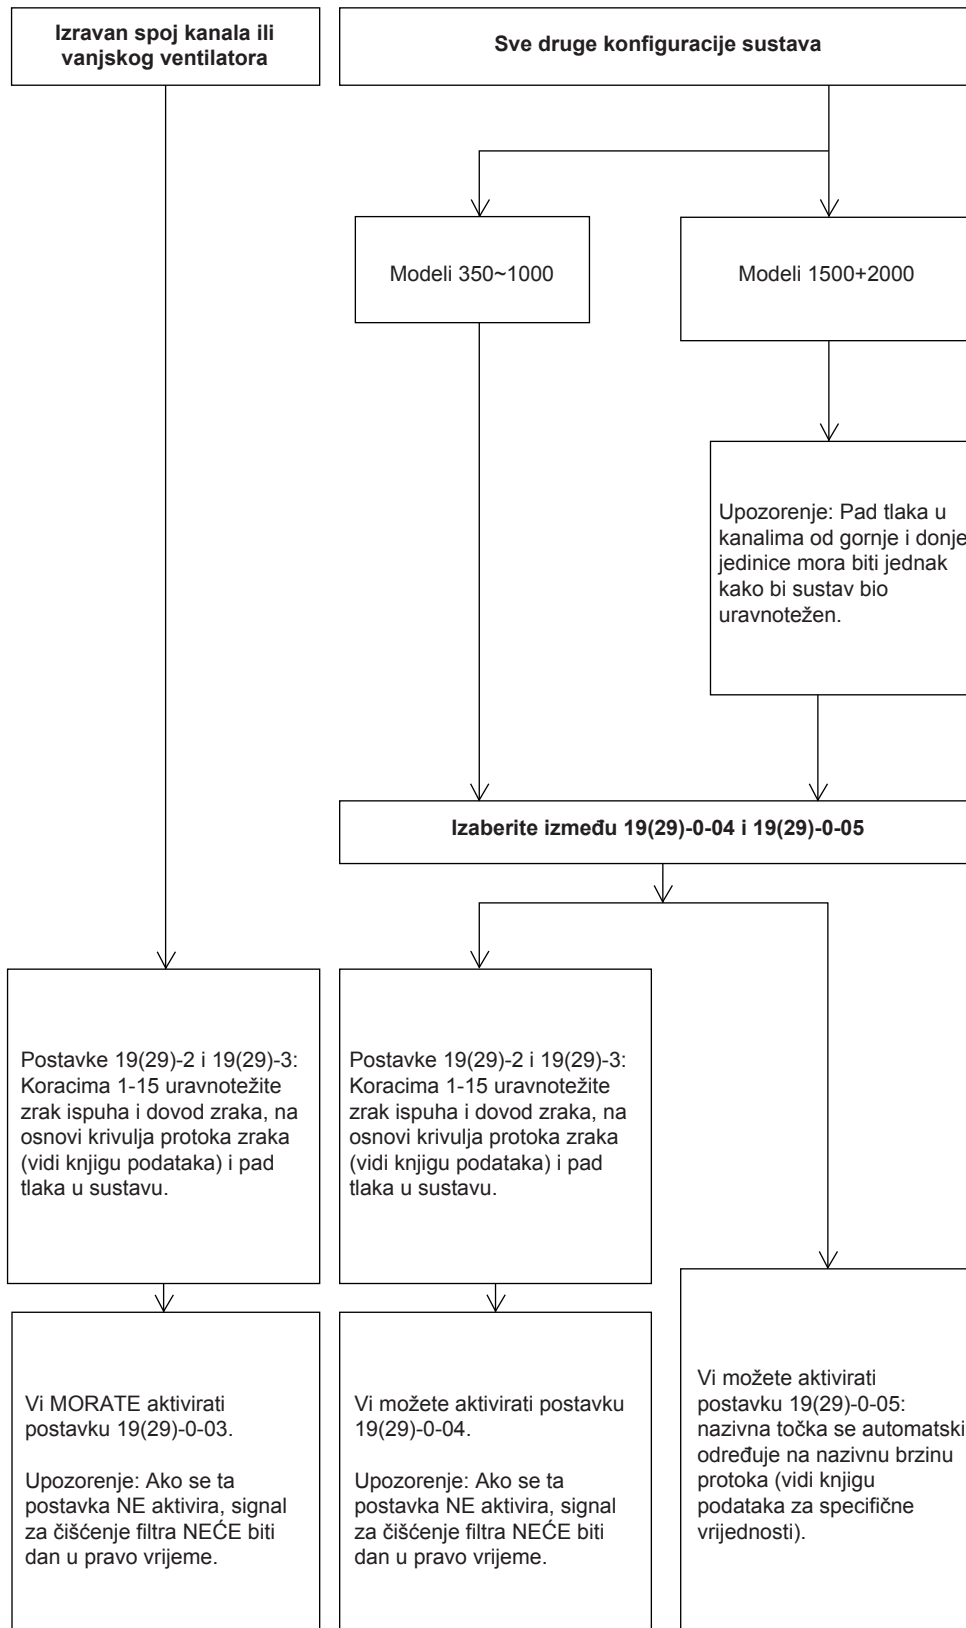 Izravan spoj kanala ili
vanjskog ventilatora
Sve druge konfiguracije sustava
Modeli 350~1000
Modeli 1500+2000
Upozorenje: Pad tlaka u
kanalima od gornje i donje
jedinice mora biti jednak
kako bi sustav bio
uravnotežen.
Izaberite između 19(29)-0-04 i 19(29)-0-05
Postavke 19(29)-2 i 19(29)-3:
Koracima 1-15 uravnotežite
zrak ispuha i dovod zraka, na
osnovi krivulja protoka zraka
(vidi knjigu podataka) i pad
tlaka u sustavu.
Postavke 19(29)-2 i 19(29)-3:
Koracima 1-15 uravnotežite
zrak ispuha i dovod zraka, na
osnovi krivulja protoka zraka
(vidi knjigu podataka) i pad
tlaka u sustavu.
Vi MORATE aktivirati
postavku 19(29)-0-03.
Upozorenje: Ako se ta
postavka NE aktivira, signal
za čišćenje filtra NEĆE biti
dan u pravo vrijeme.
Vi možete aktivirati postavku
19(29)-0-04.
Upozorenje: Ako se ta
postavka NE aktivira, signal
za čišćenje filtra NEĆE biti
dan u pravo vrijeme.
Vi možete aktivirati
postavku 19(29)-0-05:
nazivna točka se automatski
određuje na nazivnu brzinu
protoka (vidi knjigu
podataka za specifične
vrijednosti).